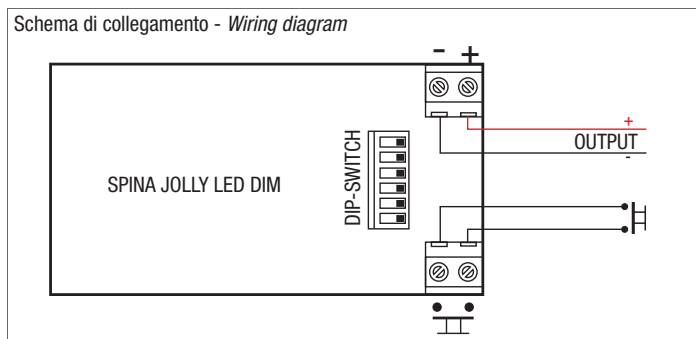 Schema di collegamento - Wiring diagram
- +
SPINA JOLLY LED DIM
DIP-SWITCH
+
OUTPUT
-